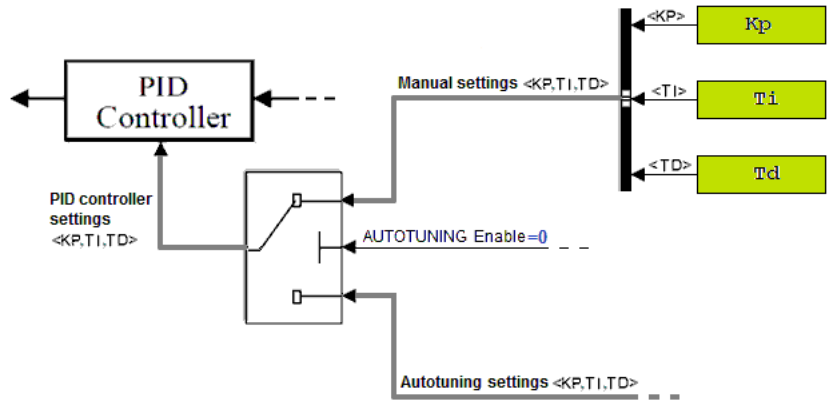 <KP>
Kp
PID
Controller
Manual settings <KP,TI,TD>
<TI>
Ti
<TD>
Td
PID controller
settings
<KP,TI,TD>
AUTOTUNING Enable=0
Autotuning settings <KP,TI,TD>